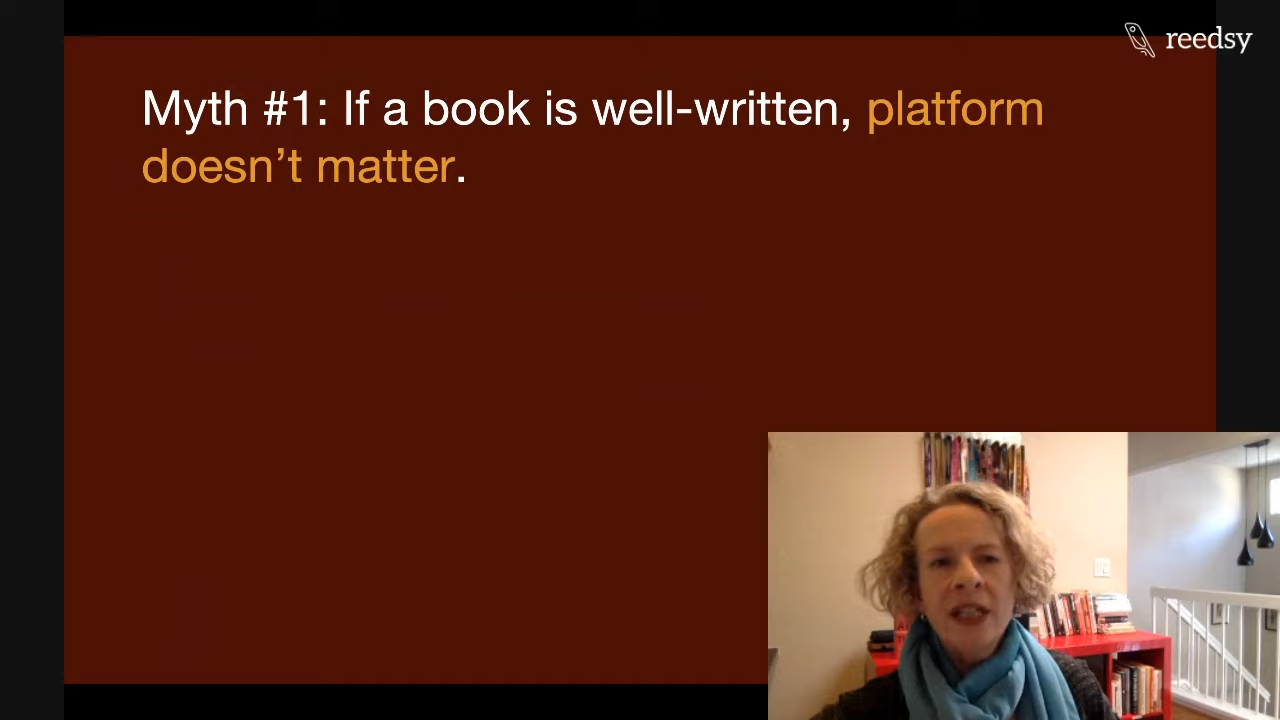 reedsy
Myth #1: If a book is well-written, platform
doesn’t matter.